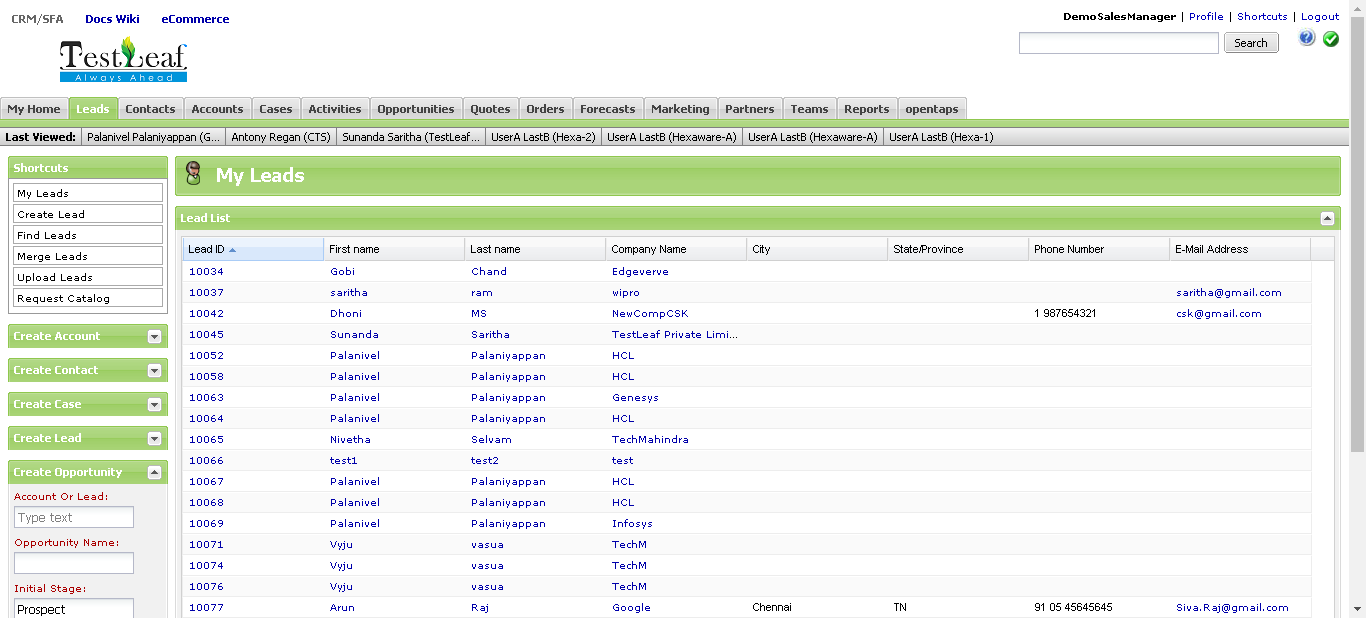 CRM/SFA Docs Wiki eCommerce
DemoSalesManager | Profile | Shortcuts | Logout
TestLeaf
Always Ahead
Search
My Home Leads Contacts Accounts Cases Activities Opportunities Quotes Orders Forecasts Marketing Partners Teams Reports opentaps
Last Viewed: Palanivel Palaniyappan (G... Antony Regan (CTS) Sunanda Saritha (TestLeaf... UserA LastB (Hexa-2) UserA LastB (Hexaware-A) UserA LastB (Hexaware-A) UserA LastB (Hexa-1)
Shortcuts
My Leads
Create Lead
Find Leads
Merge Leads
Upload Leads
Request Catalog
Create Account
Create Contact
Create Case
Create Lead
Create Opportunity
Account Or Lead:
Type text
Opportunity Name:
Initial Stage:
Prospect
My Leads
Lead List
Lead ID First name Last name Company Name City State/Province Phone Number E-Mail Address
10034 Gobi Chand Edgeverve
10037 saritha ram wipro saritha@gmail.com
10042 Dhoni MS NewCompCSK 1 987654321 csk@gmail.com
10045 Sunanda Saritha TestLeaf Private Limi...
10052 Palanivel Palaniyappan HCL
10058 Palanivel Palaniyappan HCL
10063 Palanivel Palaniyappan Genesys
10064 Palanivel Palaniyappan HCL
10065 Nivetha Selvam TechMahindra
10066 test1 test2 test
10067 Palanivel Palaniyappan HCL
10068 Palanivel Palaniyappan HCL
10069 Palanivel Palaniyappan Infosys
10071 Vyju vasua TechM
10074 Vyju vasua TechM
10076 Vyju vasua TechM
10077 Arun Raj Google Chennai TN 91 05 45645645 Siva.Raj@gmail.com